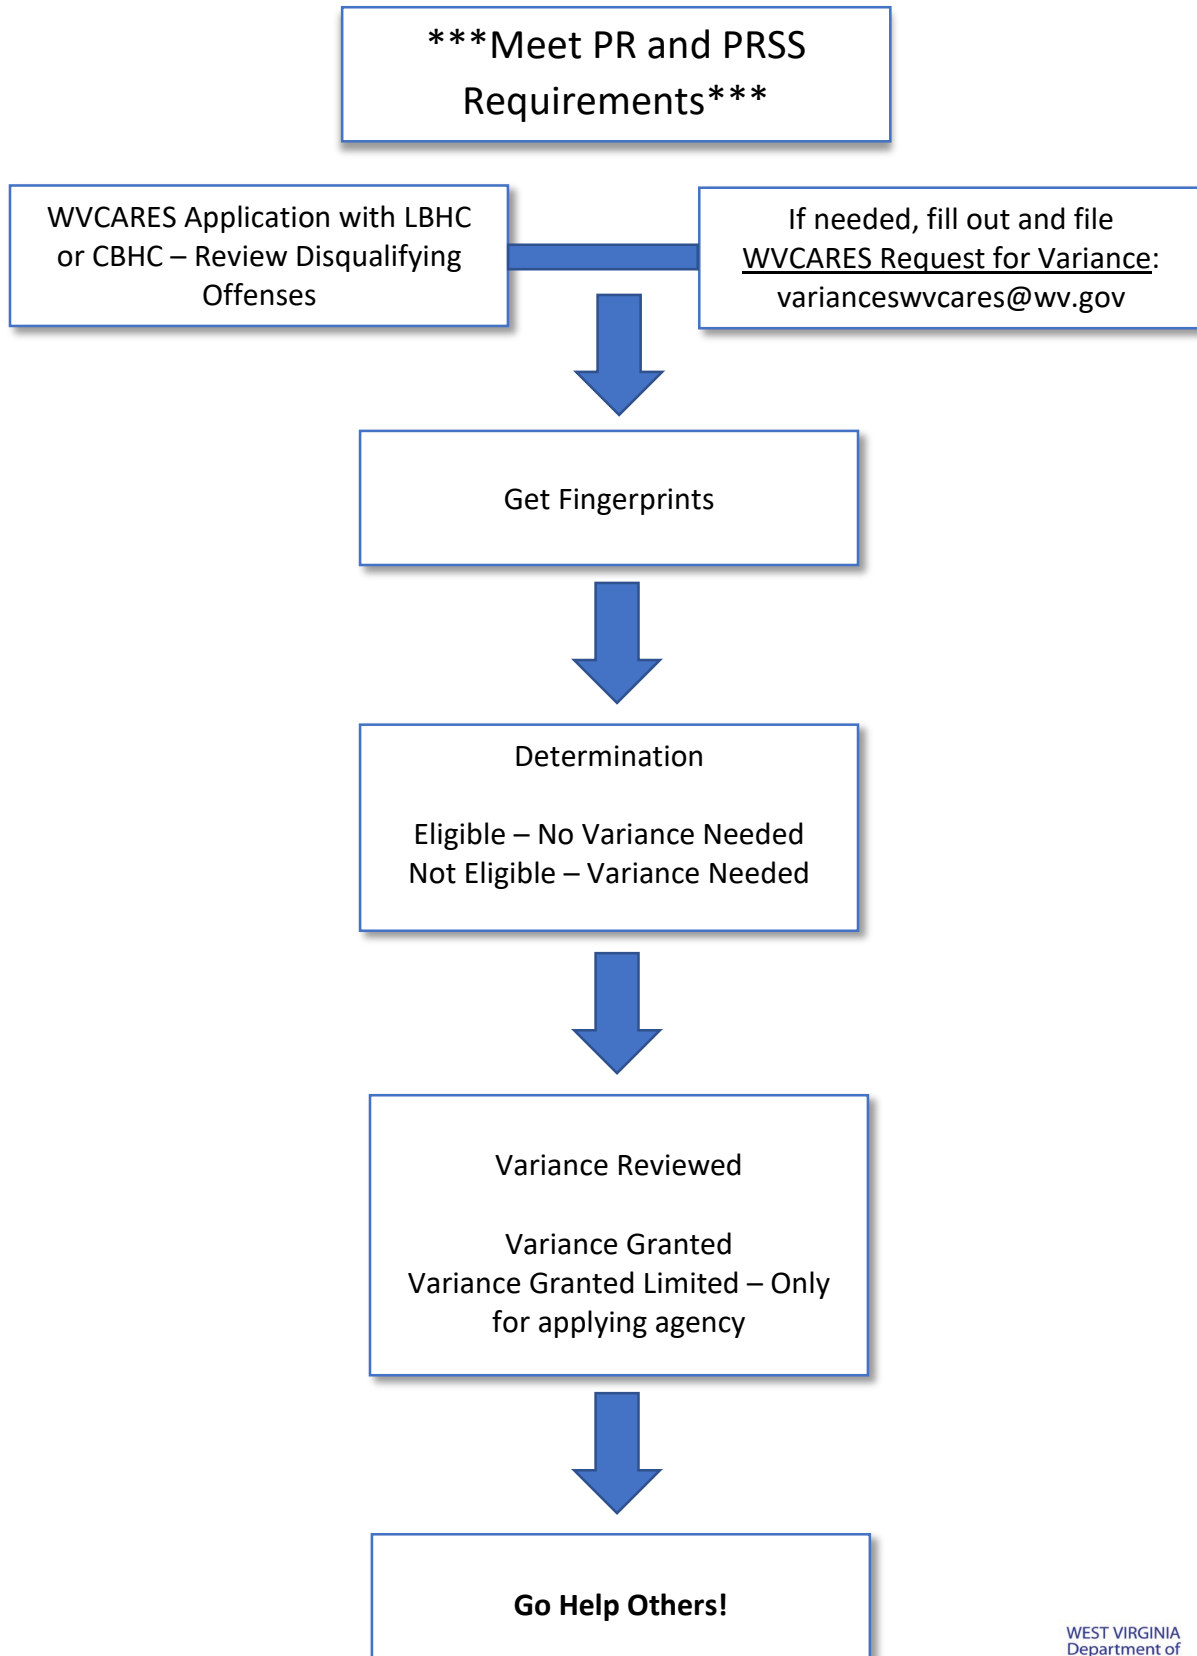 ***Meet PR and PRSS
Requirements***
WVCARES Application with LBHC
or CBHC – Review Disqualifying
Offenses
If needed, fill out and file
WVCARES Request for Variance:
varianceswvcares@wv.gov
Get Fingerprints
Determination
Eligible – No Variance Needed
Not Eligible – Variance Needed
Variance Reviewed
Variance Granted
Variance Granted Limited – Only
for applying agency
Go Help Others!
WEST VIRGINIA
Department of